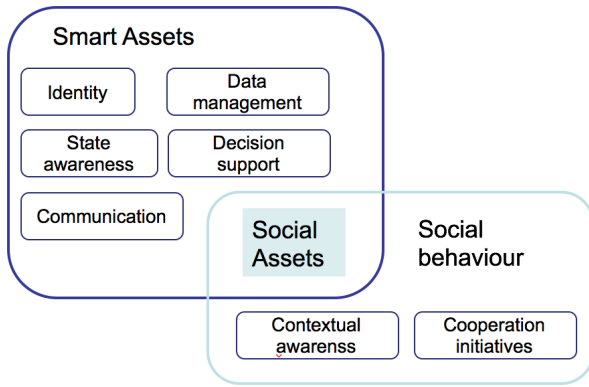 Smart Assets
Identity
Data
management
State
awareness
Decision
support
Communication
Social
Assets
Social
behaviour
Contextual
awarenss
Cooperation
initiatives